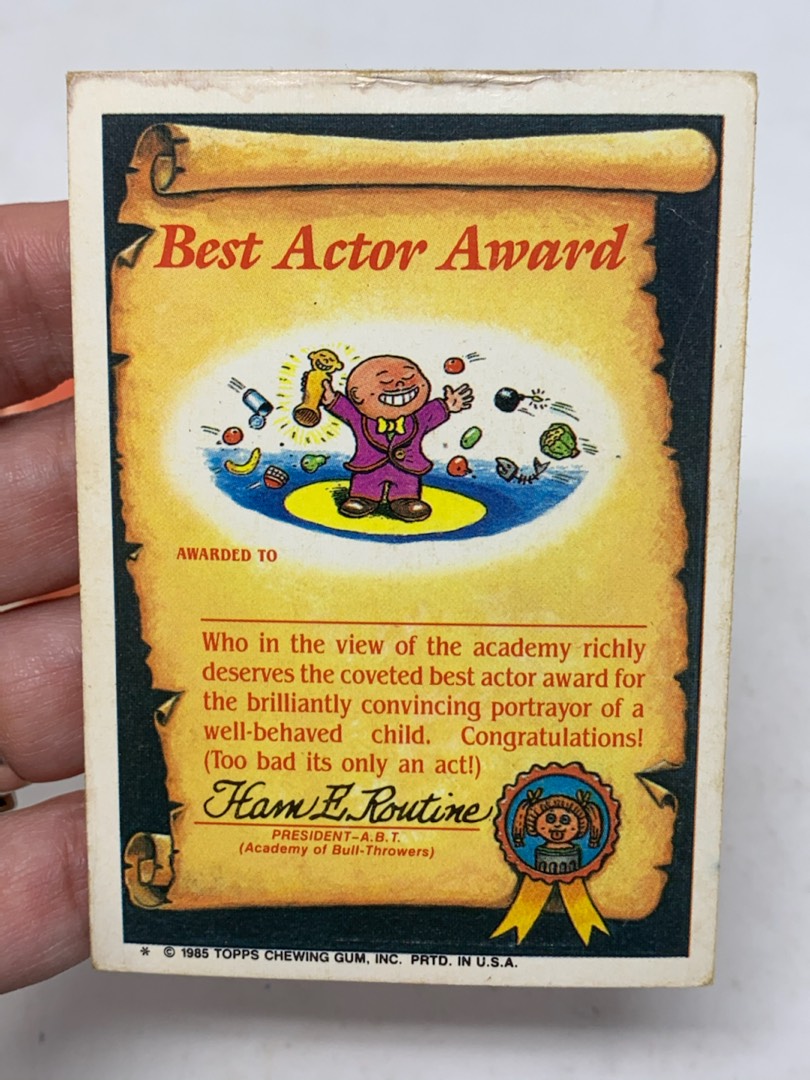 Best Actor Award
AWARDED TO
Who in the view of the academy richly
deserves the coveted best actor award for
the brilliantly convincing portrayor of a
well-behaved child. Congratulations!
(Too bad its only an act!)
Ham E. Routine
PRESIDENT–A.B.T.
(Academy of Bull-Throwers)
* © 1985 TOPPS CHEWING GUM, INC. PRTD. IN U.S.A.